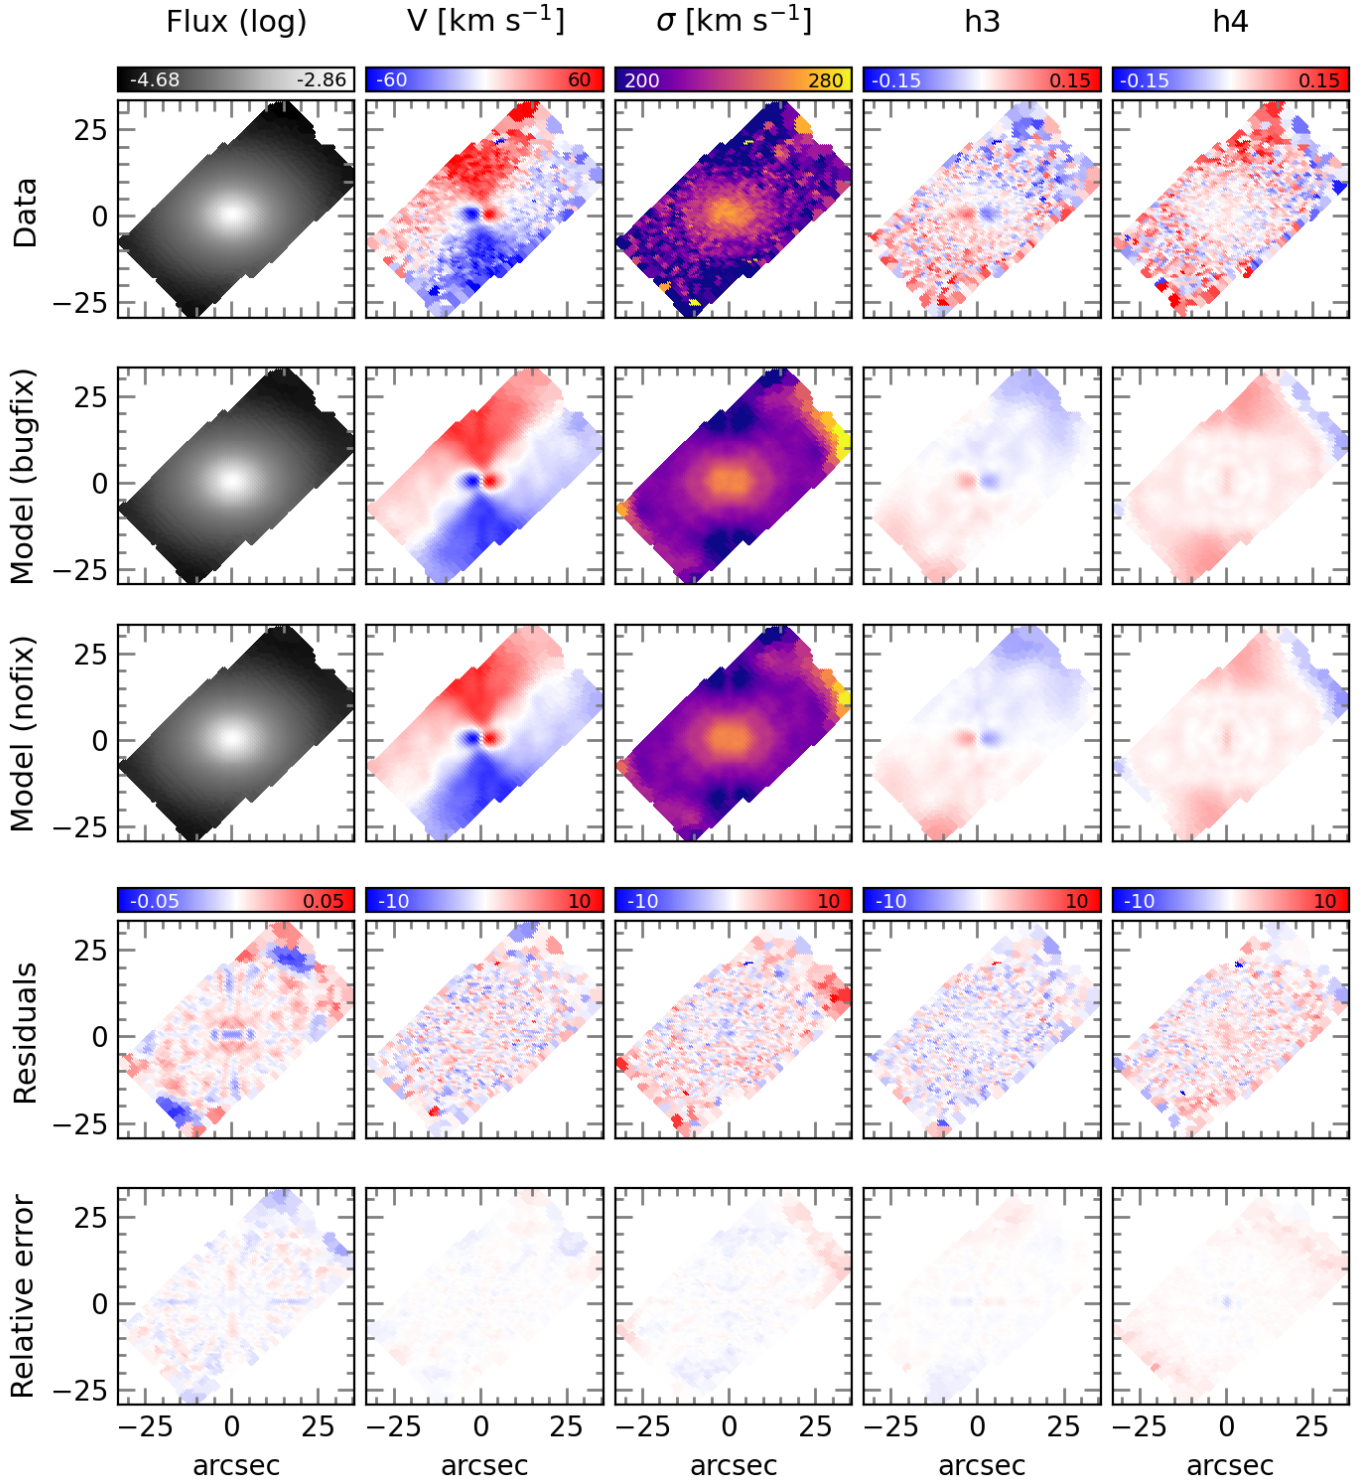 Flux (log) V [km s⁻¹] σ [km s⁻¹] h3 h4
-4.68 -2.86 -60 60 200 280 -0.15 0.15 -0.15 0.15
Data
25
0
−25
Model (bugfix)
25
0
−25
Model (nofix)
25
0
−25
-0.05 0.05 -10 10 -10 10 -10 10 -10 10
Residuals
25
0
−25
Relative error
25
0
−25
−25 0 25 −25 0 25 −25 0 25 −25 0 25 −25 0 25
arcsec arcsec arcsec arcsec arcsec